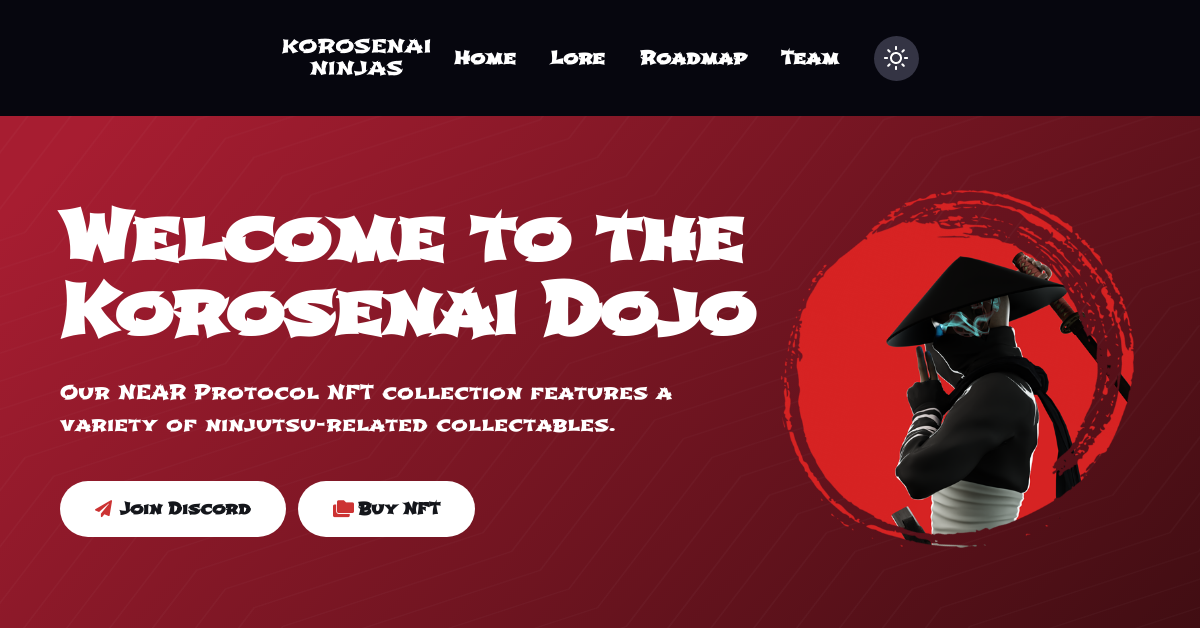 KOROSENAI
NINJAS
Home
Lore
Roadmap
Team
Welcome to the
Korosenai Dojo
Our NEAR Protocol NFT collection features a
variety of ninjutsu-related collectables.
Join Discord
Buy NFT